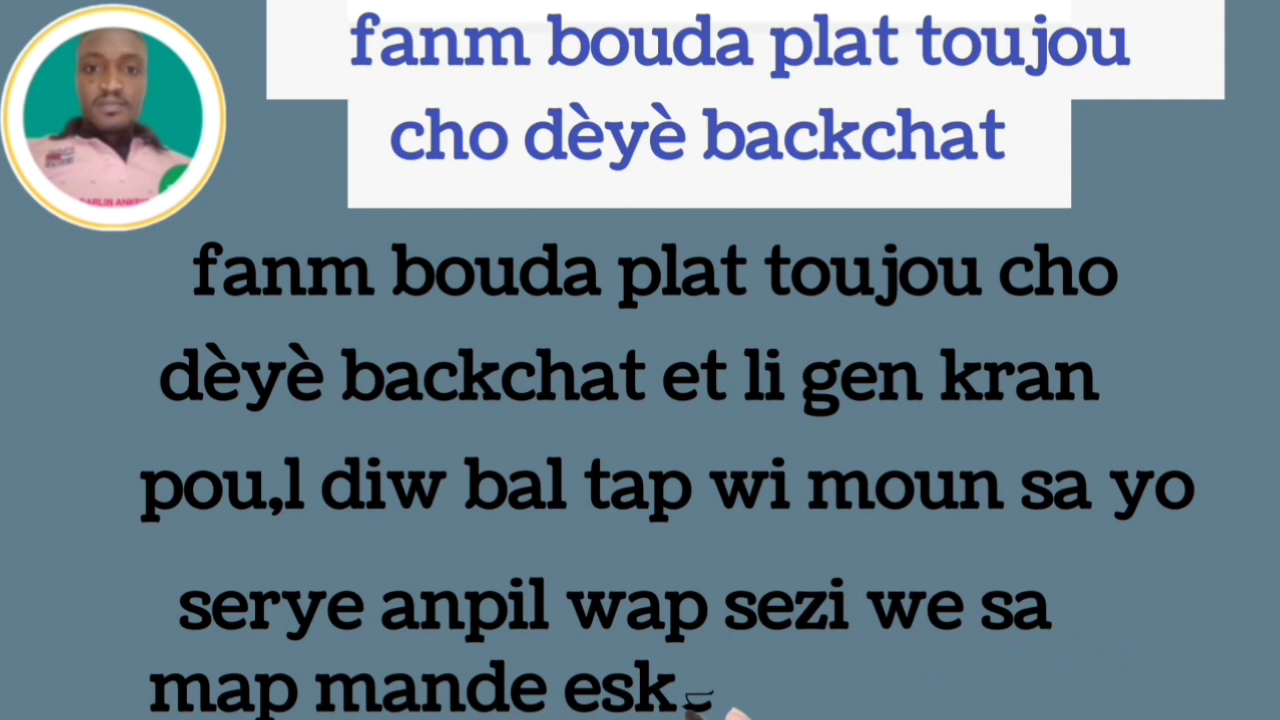 fanm bouda plat toujou
cho dèyè backchat
fanm bouda plat toujou cho
dèyè backchat et li gen kran
pou,l diw bal tap wi moun sa yo
serye anpil wap sezi we sa
map mande esk